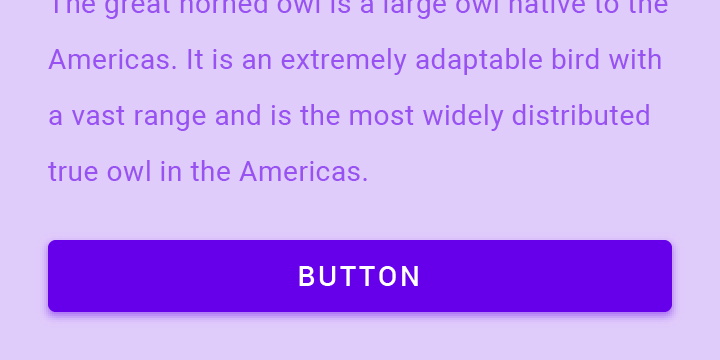 The great horned owl is a large owl native to the
Americas. It is an extremely adaptable bird with
a vast range and is the most widely distributed
true owl in the Americas.
BUTTON